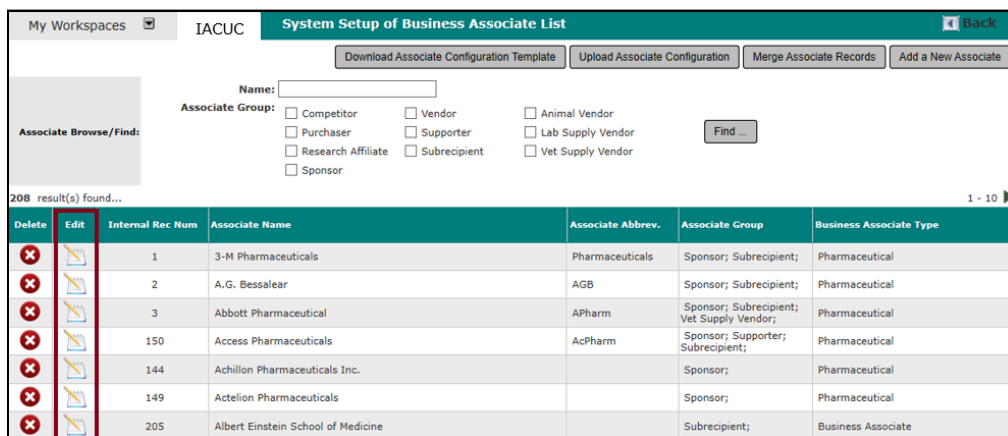 My Workspaces IACUC System Setup of Business Associate List Back
Download Associate Configuration Template Upload Associate Configuration Merge Associate Records Add a New Associate
Name:
Associate Group:
Competitor Vendor Animal Vendor
Associate Browse/Find: Purchaser Supporter Lab Supply Vendor Find ...
Research Affiliate Subrecipient Vet Supply Vendor
Sponsor
208 result(s) found... 1 - 10
Delete Edit Internal Rec Num Associate Name Associate Abbrev. Associate Group Business Associate Type
1 3-M Pharmaceuticals Pharmaceuticals Sponsor; Subrecipient; Pharmaceutical
2 A.G. Bessalear AGB Sponsor; Subrecipient; Pharmaceutical
3 Abbott Pharmaceutical APharm Sponsor; Subrecipient; Pharmaceutical
Vet Supply Vendor;
150 Access Pharmaceuticals AcPharm Sponsor; Supporter; Pharmaceutical
Subrecipient;
144 Achillon Pharmaceuticals Inc. Sponsor; Pharmaceutical
149 Actelion Pharmaceuticals Sponsor; Pharmaceutical
205 Albert Einstein School of Medicine Subrecipient; Business Associate